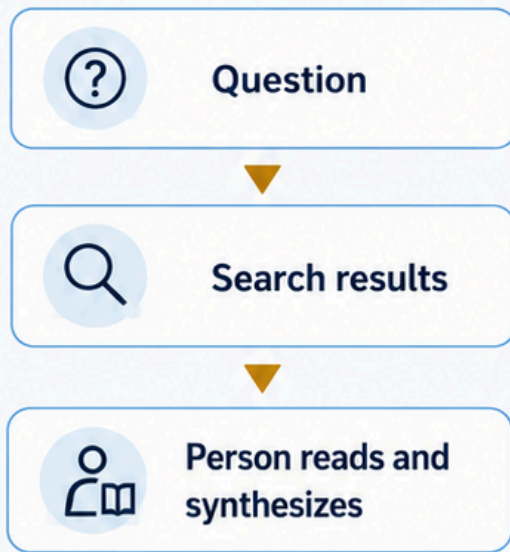 Question
Search results
Person reads and
synthesizes